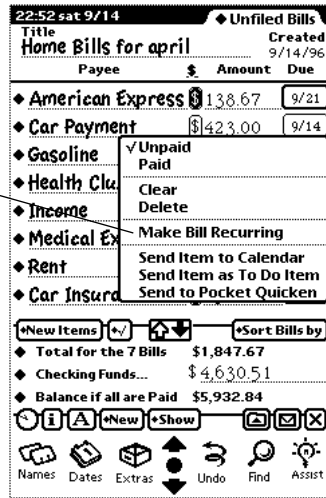 22:52 sat 9/14 ◆ Unfiled Bills
Title Created
Home Bills for april 9/14/96
Payee $ Amount Due
◆ American Express $ 138.67 9/21
◆ Car Payment $ 423.00 9/14
◆ Gasoline
◆ Health Clu
◆ Income
◆ Medical Ex
◆ Rent
◆ Car Insura
√ Unpaid
Paid
Clear
Delete
Make Bill Recurring
Send Item to Calendar
Send Item as To Do Item
Send to Pocket Quicken
◆New Items ◆√ ◆Sort Bills by
◆ Total for the 7 Bills $1,847.67
◆ Checking Funds... $ 4,630.51
◆ Balance if all are Paid $5,932.84
i A ◆New ◆Show X
Names Dates Extras Undo Find Assist